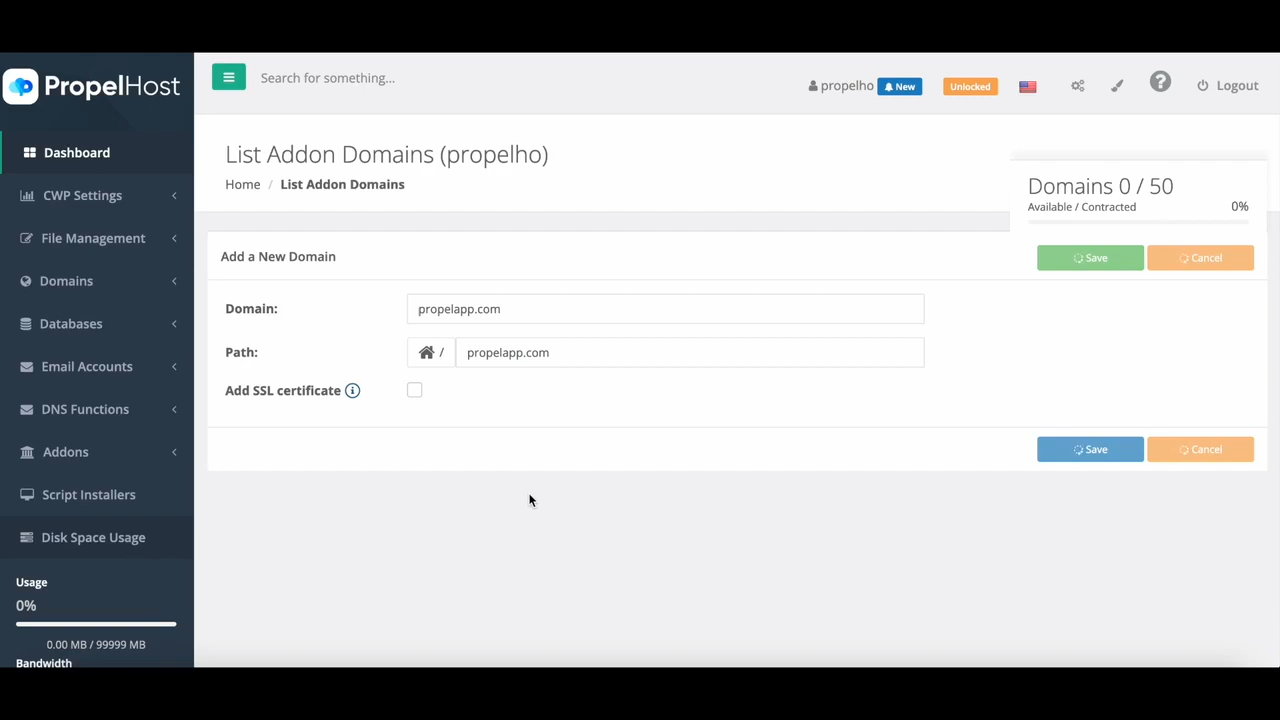 PropelHost
Search for something...
propelho
New
Unlocked
?
Logout
Dashboard
CWP Settings
File Management
Domains
Databases
Email Accounts
DNS Functions
Addons
Script Installers
Disk Space Usage
Usage
0%
0.00 MB / 99999 MB
Bandwidth
List Addon Domains (propelho)
Home / List Addon Domains
Domains 0 / 50
Available / Contracted 0%
Add a New Domain
Save
Cancel
Domain: propelapp.com
Path: / propelapp.com
Add SSL certificate i
Save
Cancel